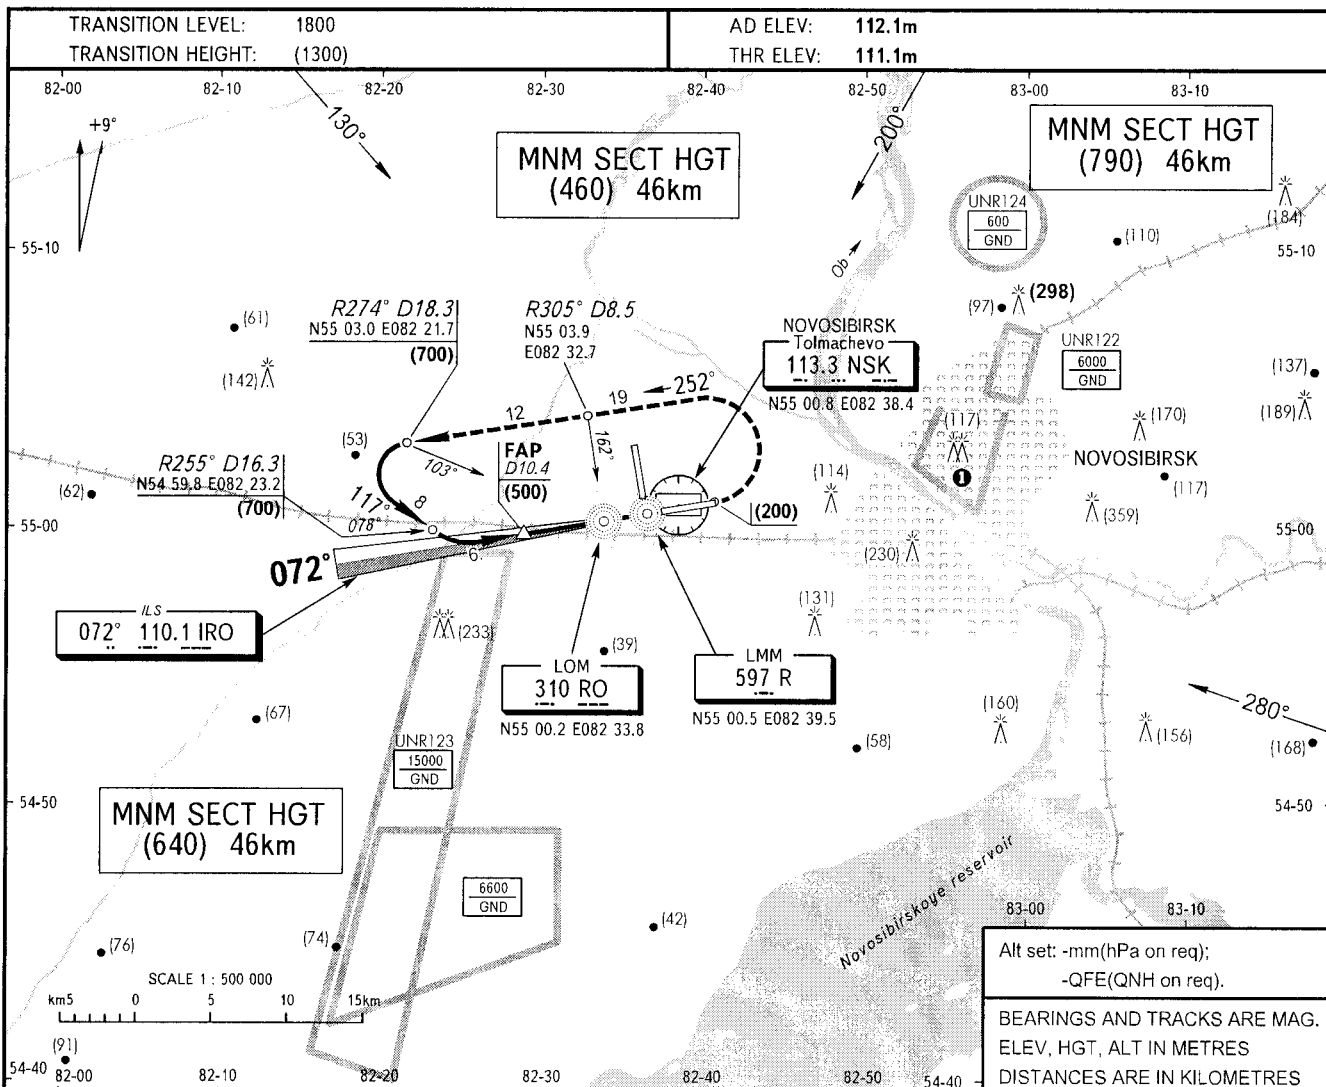 TRANSITION LEVEL: 1800
TRANSITION HEIGHT: (1300)
AD ELEV: 112.1m
THR ELEV: 111.1m
82-00 82-10 82-20 82-30 82-40 82-50 83-00 83-10
+9°
130°
200°
MNM SECT HGT
(460) 46km
MNM SECT HGT
(790) 46km
UNR124
600
GND
(184)
(110)
55-10
55-10
Ob
(97)
(298)
R274° D18.3
N55 03.0 E082 21.7
(700)
R305° D8.5
N55 03.9
E082 32.7
NOVOSIBIRSK
Tolmachevo
113.3 NSK
N55 00.8 E082 38.4
UNR122
6000
GND
(61)
(142)
(137)
(189)
252°
19
12
(53)
103°
162°
FAP
D10.4
(500)
(117)
1
(170)
NOVOSIBIRSK
(117)
R255° D16.3
N54 59.8 E082 23.2
(700)
(62)
117°
8
078°
(114)
(200)
(359)
55-00
55-00
(230)
072°
6
ILS
072° 110.1 IRO
(233)
(131)
(39)
LOM
310 RO
N55 00.2 E082 33.8
LMM
597 R
N55 00.5 E082 39.5
(67)
(58)
(160)
(156)
280°
(168)
UNR123
15000
GND
54-50
54-50
MNM SECT HGT
(640) 46km
6600
GND
Novosibirskoye reservoir
83-00 83-10
(42)
(76)
(74)
SCALE 1 : 500 000
km5 0 5 10 15km
Alt set: -mm(hPa on req);
-QFE(QNH on req).
BEARINGS AND TRACKS ARE MAG.
ELEV, HGT, ALT IN METRES
DISTANCES ARE IN KILOMETRES
(91)
54-40
82-00 82-10 82-20 82-30 82-40 82-50 54-40